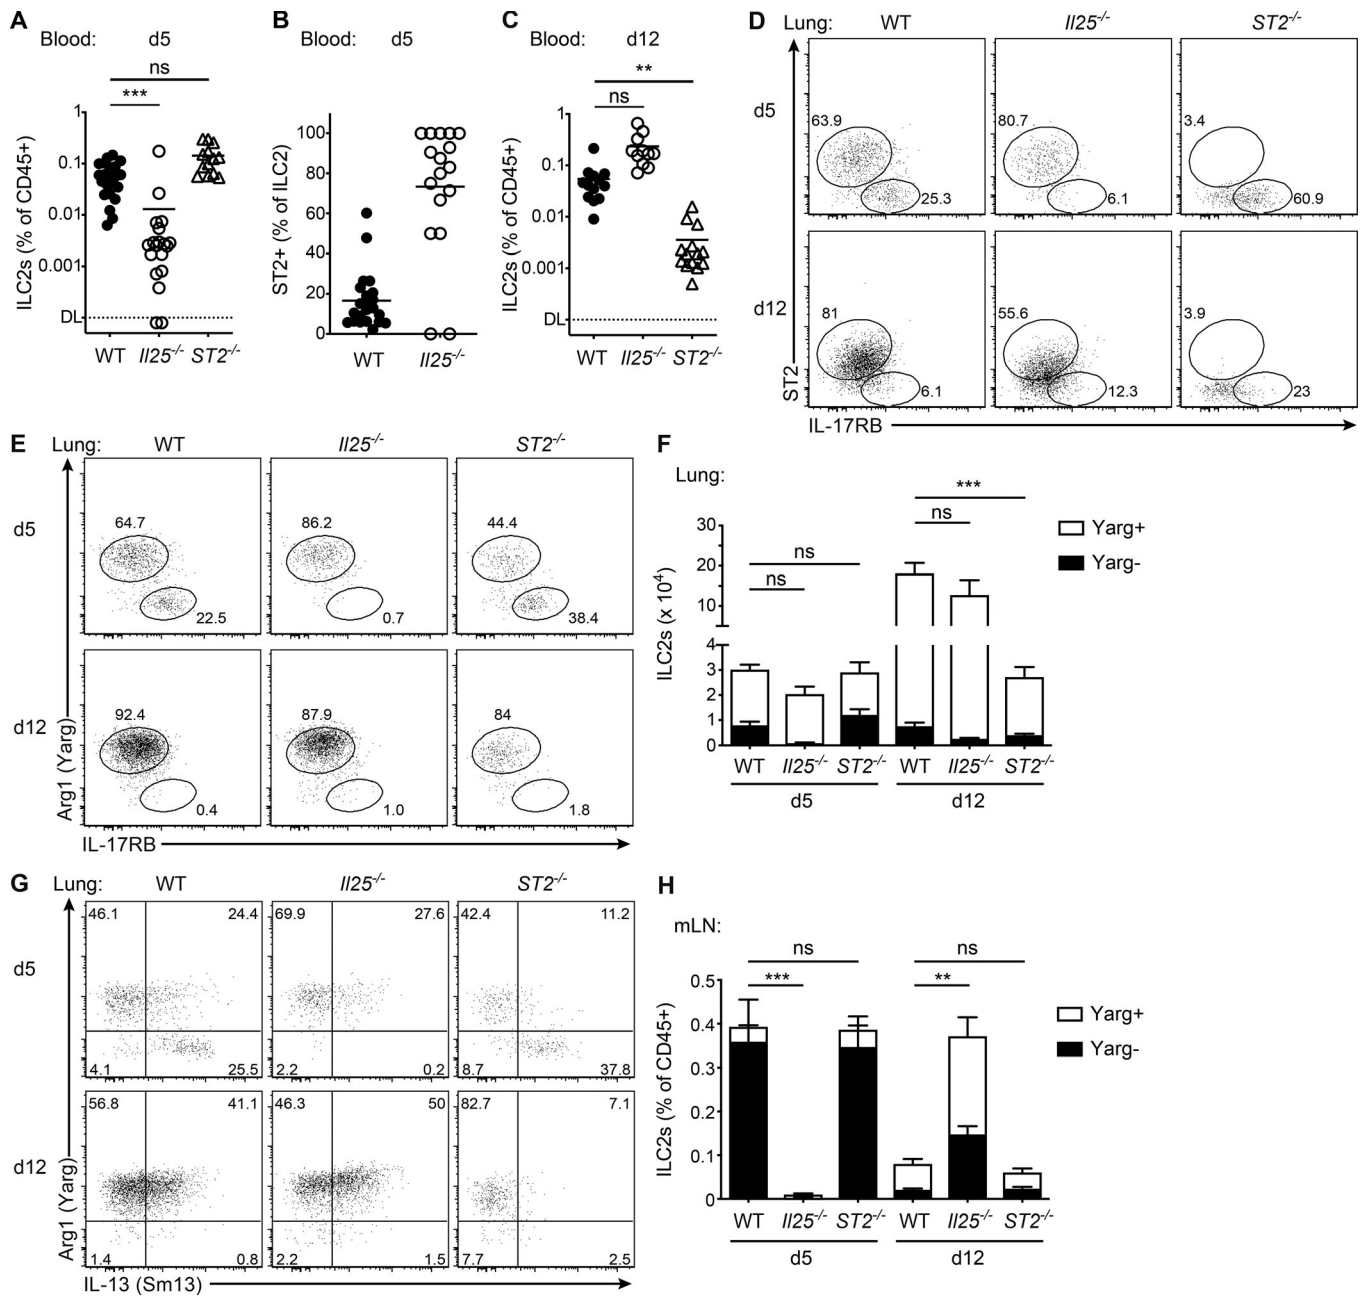 A
Blood: d5
ns
***
ILC2s (% of CD45+)
1
0.1
0.01
0.001
DL
WT Il25-/- ST2-/-
B
Blood: d5
ST2+ (% of ILC2)
100
80
60
40
20
0
WT Il25-/-
C
Blood: d12
**
ns
ILC2s (% of CD45+)
1
0.1
0.01
0.001
DL
WT Il25-/- ST2-/-
D
Lung: WT Il25-/- ST2-/-
d5
63.9 25.3
80.7 6.1
3.4 60.9
d12
81 6.1
55.6 12.3
3.9 23
ST2
IL-17RB
E
Lung: WT Il25-/- ST2-/-
d5
64.7 22.5
86.2 0.7
44.4 38.4
d12
92.4 0.4
87.9 1.0
84 1.8
Arg1 (Yarg)
IL-17RB
F
Lung:
***
ns
ns
ns
Yarg+
Yarg-
ILC2s (x 10⁴)
30
20
10
4
3
2
1
0
WT Il25-/- ST2-/- WT Il25-/- ST2-/-
d5 d12
G
Lung: WT Il25-/- ST2-/-
d5
46.1 24.4
4.1 25.5
69.9 27.6
2.2 0.2
42.4 11.2
8.7 37.8
d12
56.8 41.1
1.4 0.8
46.3 50
2.2 1.5
82.7 7.1
7.7 2.5
Arg1 (Yarg)
IL-13 (Sm13)
H
mLN:
ns ns
*** **
Yarg+
Yarg-
ILC2s (% of CD45+)
0.5
0.4
0.3
0.2
0.1
0
WT Il25-/- ST2-/- WT Il25-/- ST2-/-
d5 d12